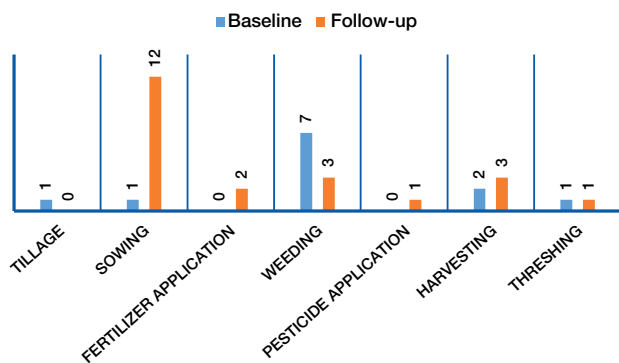 Baseline Follow-up
1 0
1 12
0 2
7 3
0 1
2 3
1 1
TILLAGE
SOWING
FERTILIZER APPLICATION
WEEDING
PESTICIDE APPLICATION
HARVESTING
THRESHING